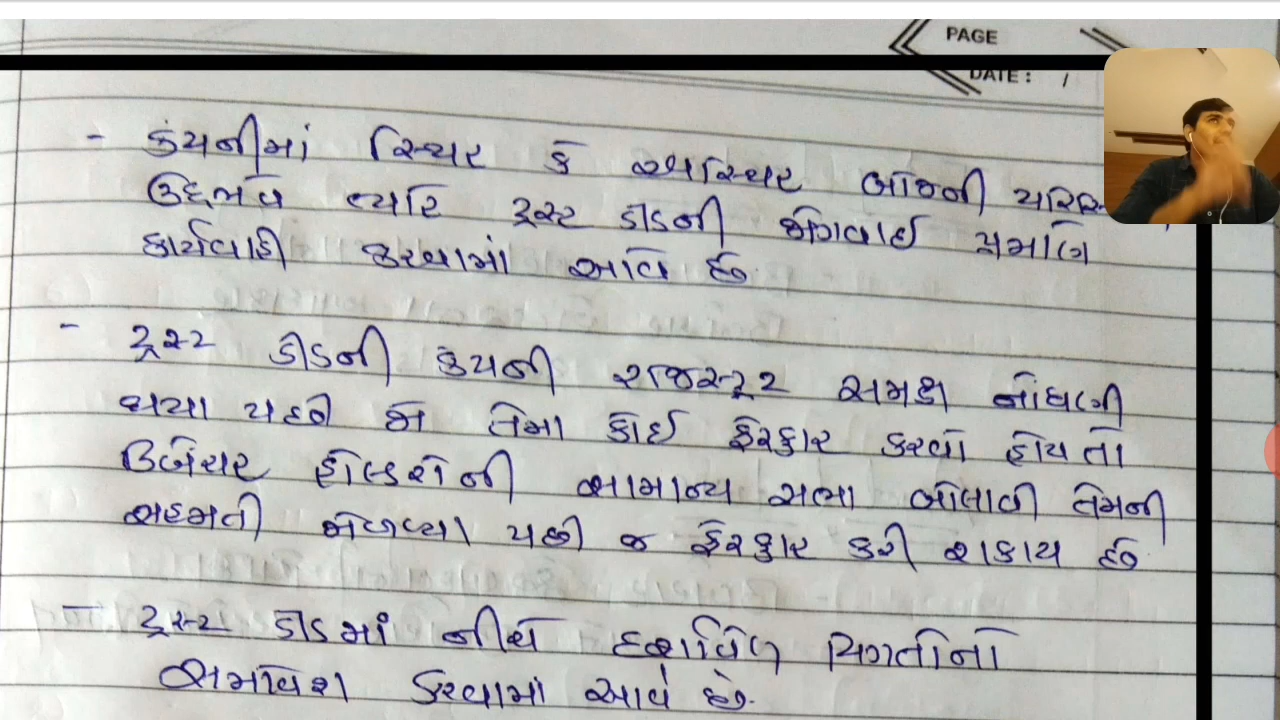 PAGE
DATE : /
- કંપનીમાં સ્થિર કે અસ્થિર બોજની
ઉદ્દભવે ત્યારે ટ્રસ્ટ ડીડની જોગવાઈ પ્રમાણે
કાર્યવાહી કરવામાં આવે છે
- ટ્રસ્ટ ડીડની કંપની રજીસ્ટ્રાર સમક્ષ નોંધણી
થયા પછી જો તેમા કોઈ ફેરફાર કરવો હોય તો
ડિબેંચર હોલ્ડરોની સામાન્ય સભા બોલાવી તેમની
સહમતી મેળવ્યા પછી જ ફેરફાર કરી શકાય છે
- ટ્રસ્ટ ડીડમાં નીચે દર્શાવેલ વિગતોનો
સમાવેશ કરવામાં આવે છે.